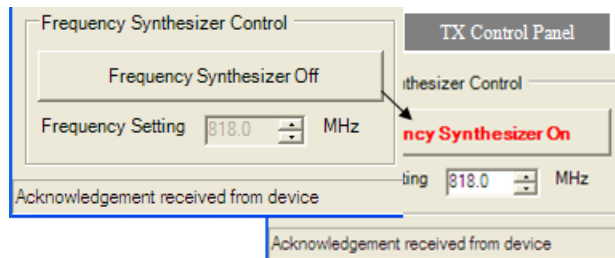 Frequency Synthesizer Control
Frequency Synthesizer Off
Frequency Setting 818.0 MHz
Acknowledgement received from device
TX Control Panel
thesizer Control
ncy Synthesizer On
ting 818.0 MHz
Acknowledgement received from device